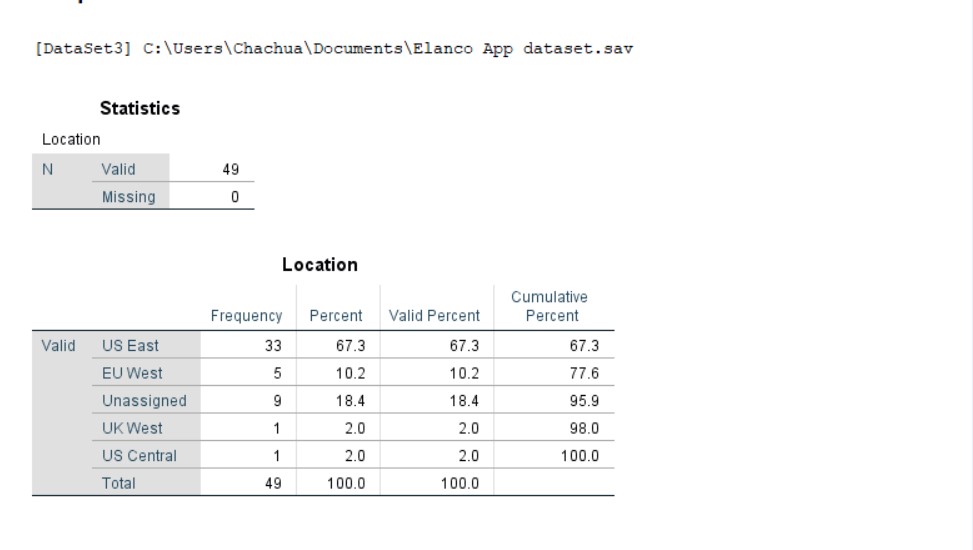 [DataSet3] C:\Users\Chachua\Documents\Elanco App dataset.sav
Statistics
Location
N Valid 49
Missing 0
Location
Frequency Percent Valid Percent Cumulative Percent
Valid US East 33 67.3 67.3 67.3
EU West 5 10.2 10.2 77.6
Unassigned 9 18.4 18.4 95.9
UK West 1 2.0 2.0 98.0
US Central 1 2.0 2.0 100.0
Total 49 100.0 100.0